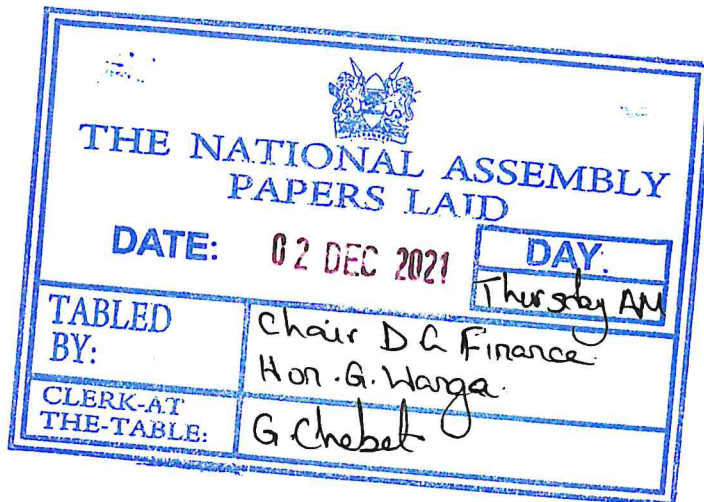 THE NATIONAL ASSEMBLY
PAPERS LAID
DATE: 02 DEC 2021
DAY:
Thursday AM
TABLED
BY:
Chair D C Finance
Hon. G. Wanga.
CLERK-AT
THE-TABLE:
G. Chebet